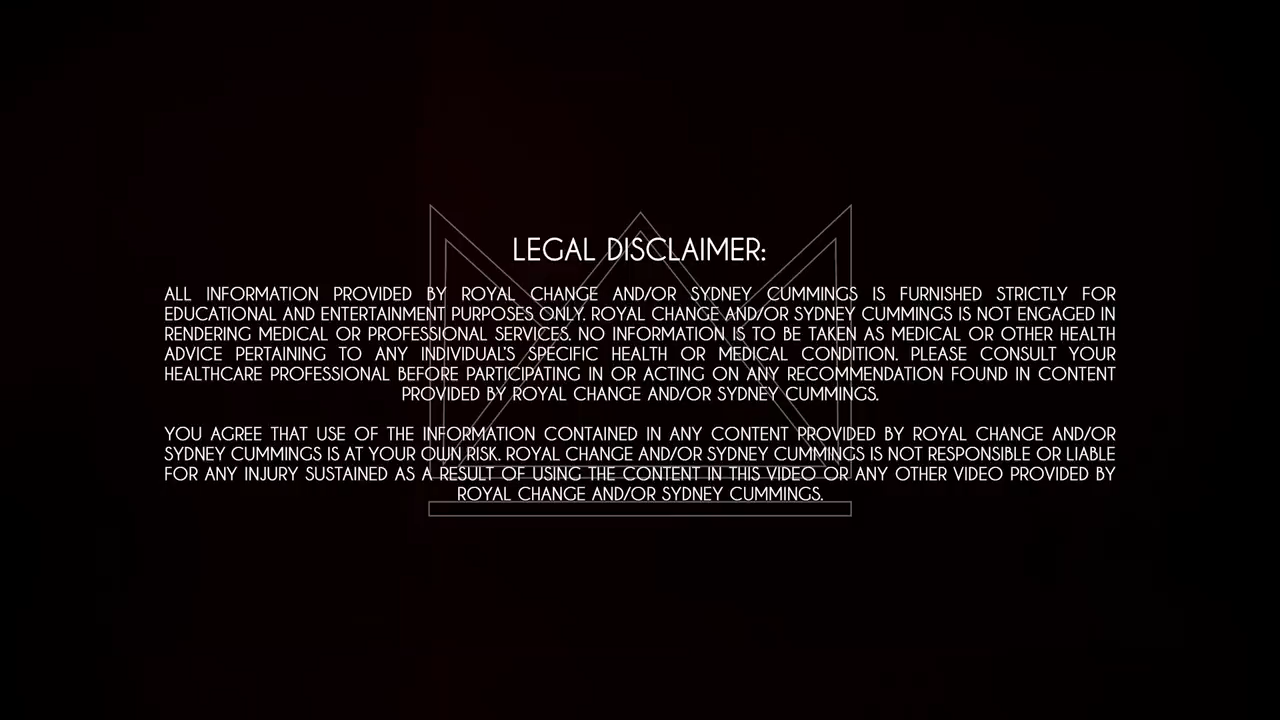 LEGAL DISCLAIMER:
ALL INFORMATION PROVIDED BY ROYAL CHANGE AND/OR SYDNEY CUMMINGS IS FURNISHED STRICTLY FOR
EDUCATIONAL AND ENTERTAINMENT PURPOSES ONLY. ROYAL CHANGE AND/OR SYDNEY CUMMINGS IS NOT ENGAGED IN
RENDERING MEDICAL OR PROFESSIONAL SERVICES. NO INFORMATION IS TO BE TAKEN AS MEDICAL OR OTHER HEALTH
ADVICE PERTAINING TO ANY INDIVIDUAL'S SPECIFIC HEALTH OR MEDICAL CONDITION. PLEASE CONSULT YOUR
HEALTHCARE PROFESSIONAL BEFORE PARTICIPATING IN OR ACTING ON ANY RECOMMENDATION FOUND IN CONTENT
PROVIDED BY ROYAL CHANGE AND/OR SYDNEY CUMMINGS.
YOU AGREE THAT USE OF THE INFORMATION CONTAINED IN ANY CONTENT PROVIDED BY ROYAL CHANGE AND/OR
SYDNEY CUMMINGS IS AT YOUR OWN RISK. ROYAL CHANGE AND/OR SYDNEY CUMMINGS IS NOT RESPONSIBLE OR LIABLE
FOR ANY INJURY SUSTAINED AS A RESULT OF USING THE CONTENT IN THIS VIDEO OR ANY OTHER VIDEO PROVIDED BY
ROYAL CHANGE AND/OR SYDNEY CUMMINGS.